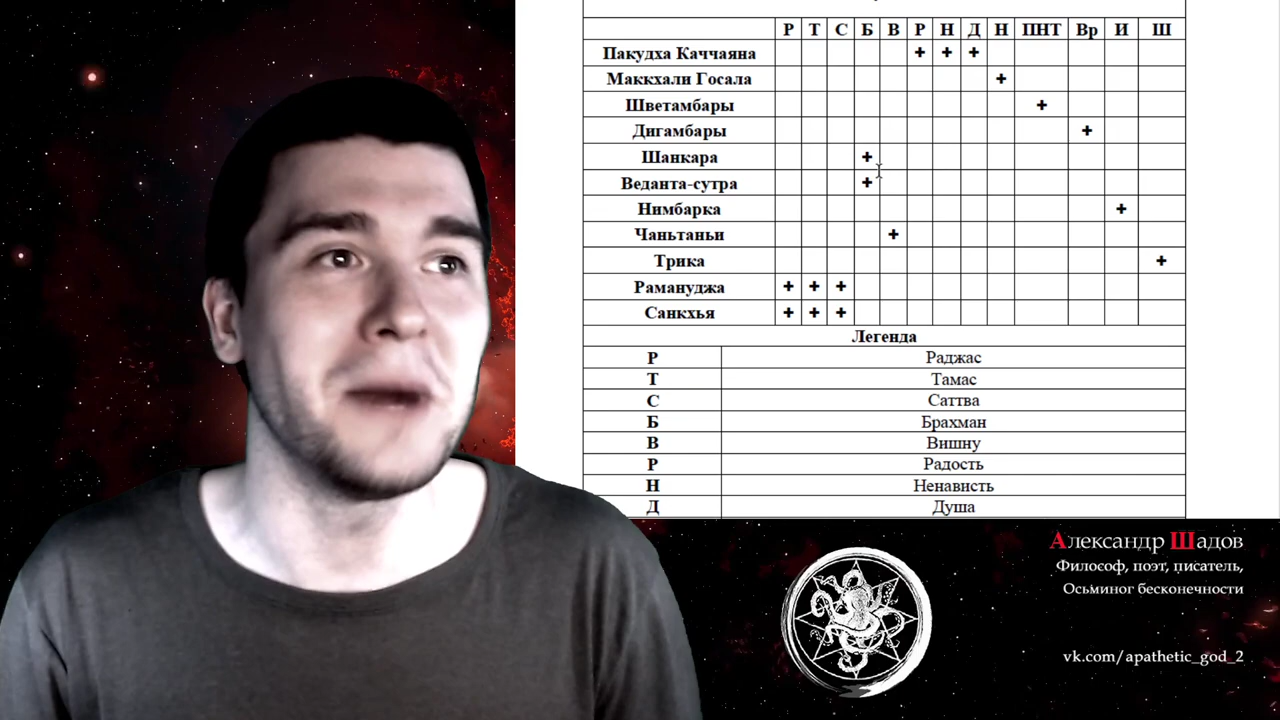 Р Т С Б В Р Н Д Н ПНТ Вр И Ш
Пакудха Каччаяна + + +
Маккхали Госала +
Шветамбары +
Дигамбары +
Шанкара +
Веданта-сутра +
Нимбарка +
Чаньтаньи +
Трика +
Рамануджа + + +
Санкхья + + +
Легенда
Р Раджас
Т Тамас
С Саттва
Б Брахман
В Вишну
Р Радость
Н Ненависть
Д Душа
Александр Шадов
Философ, поэт, писатель,
Осьминог бесконечности
vk.com/apathetic_god_2